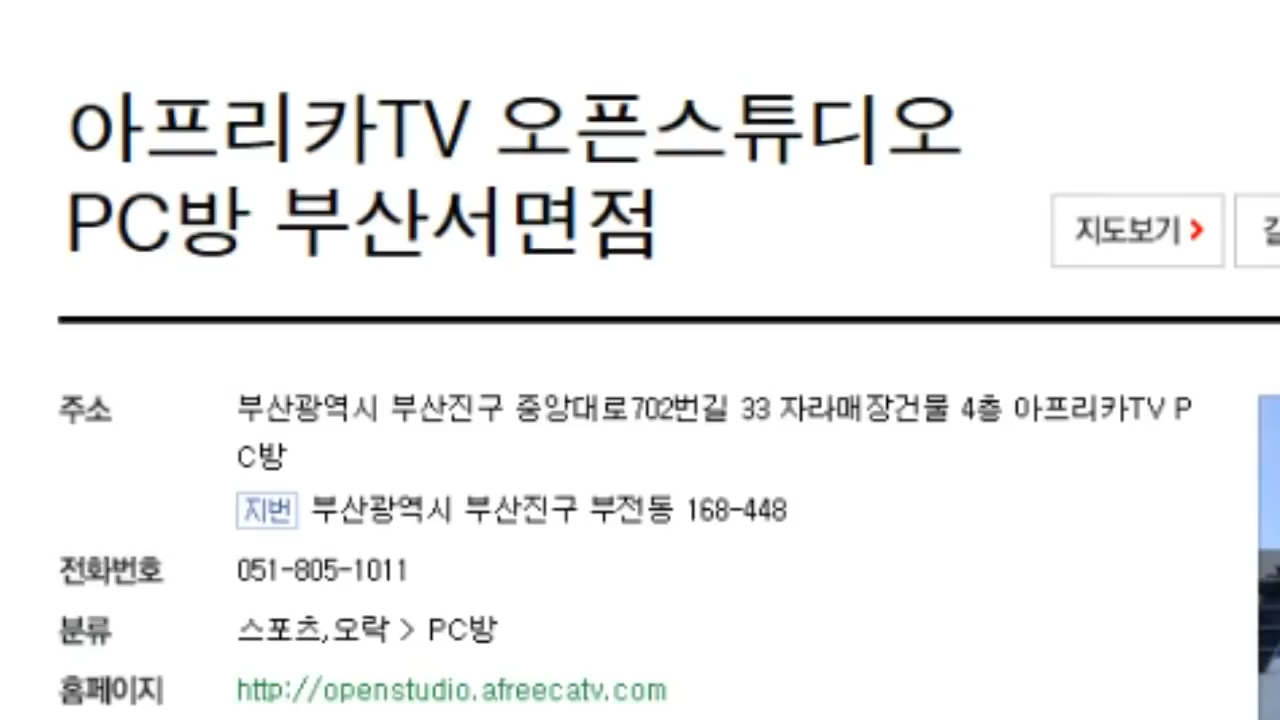 아프리카TV 오픈스튜디오
PC방 부산서면점
지도보기
주소 부산광역시 부산진구 중앙대로702번길 33 자라매장건물 4층 아프리카TV P
C방
지번 부산광역시 부산진구 부전동 168-448
전화번호 051-805-1011
분류 스포츠,오락 > PC방
홈페이지 http://openstudio.afreecatv.com